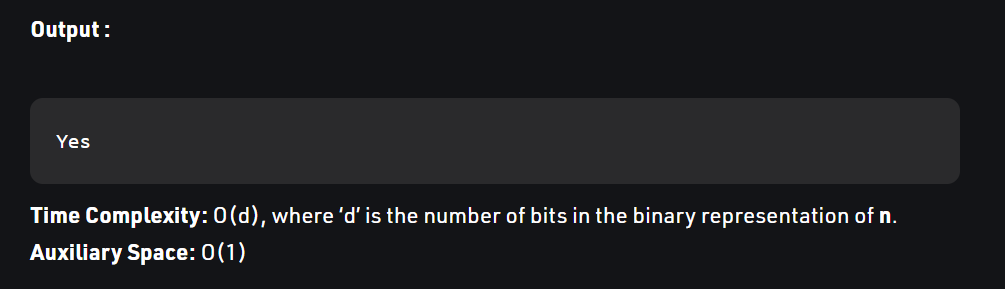 Output :
Yes
Time Complexity: O(d), where ‘d’ is the number of bits in the binary representation of n.
Auxiliary Space: O(1)